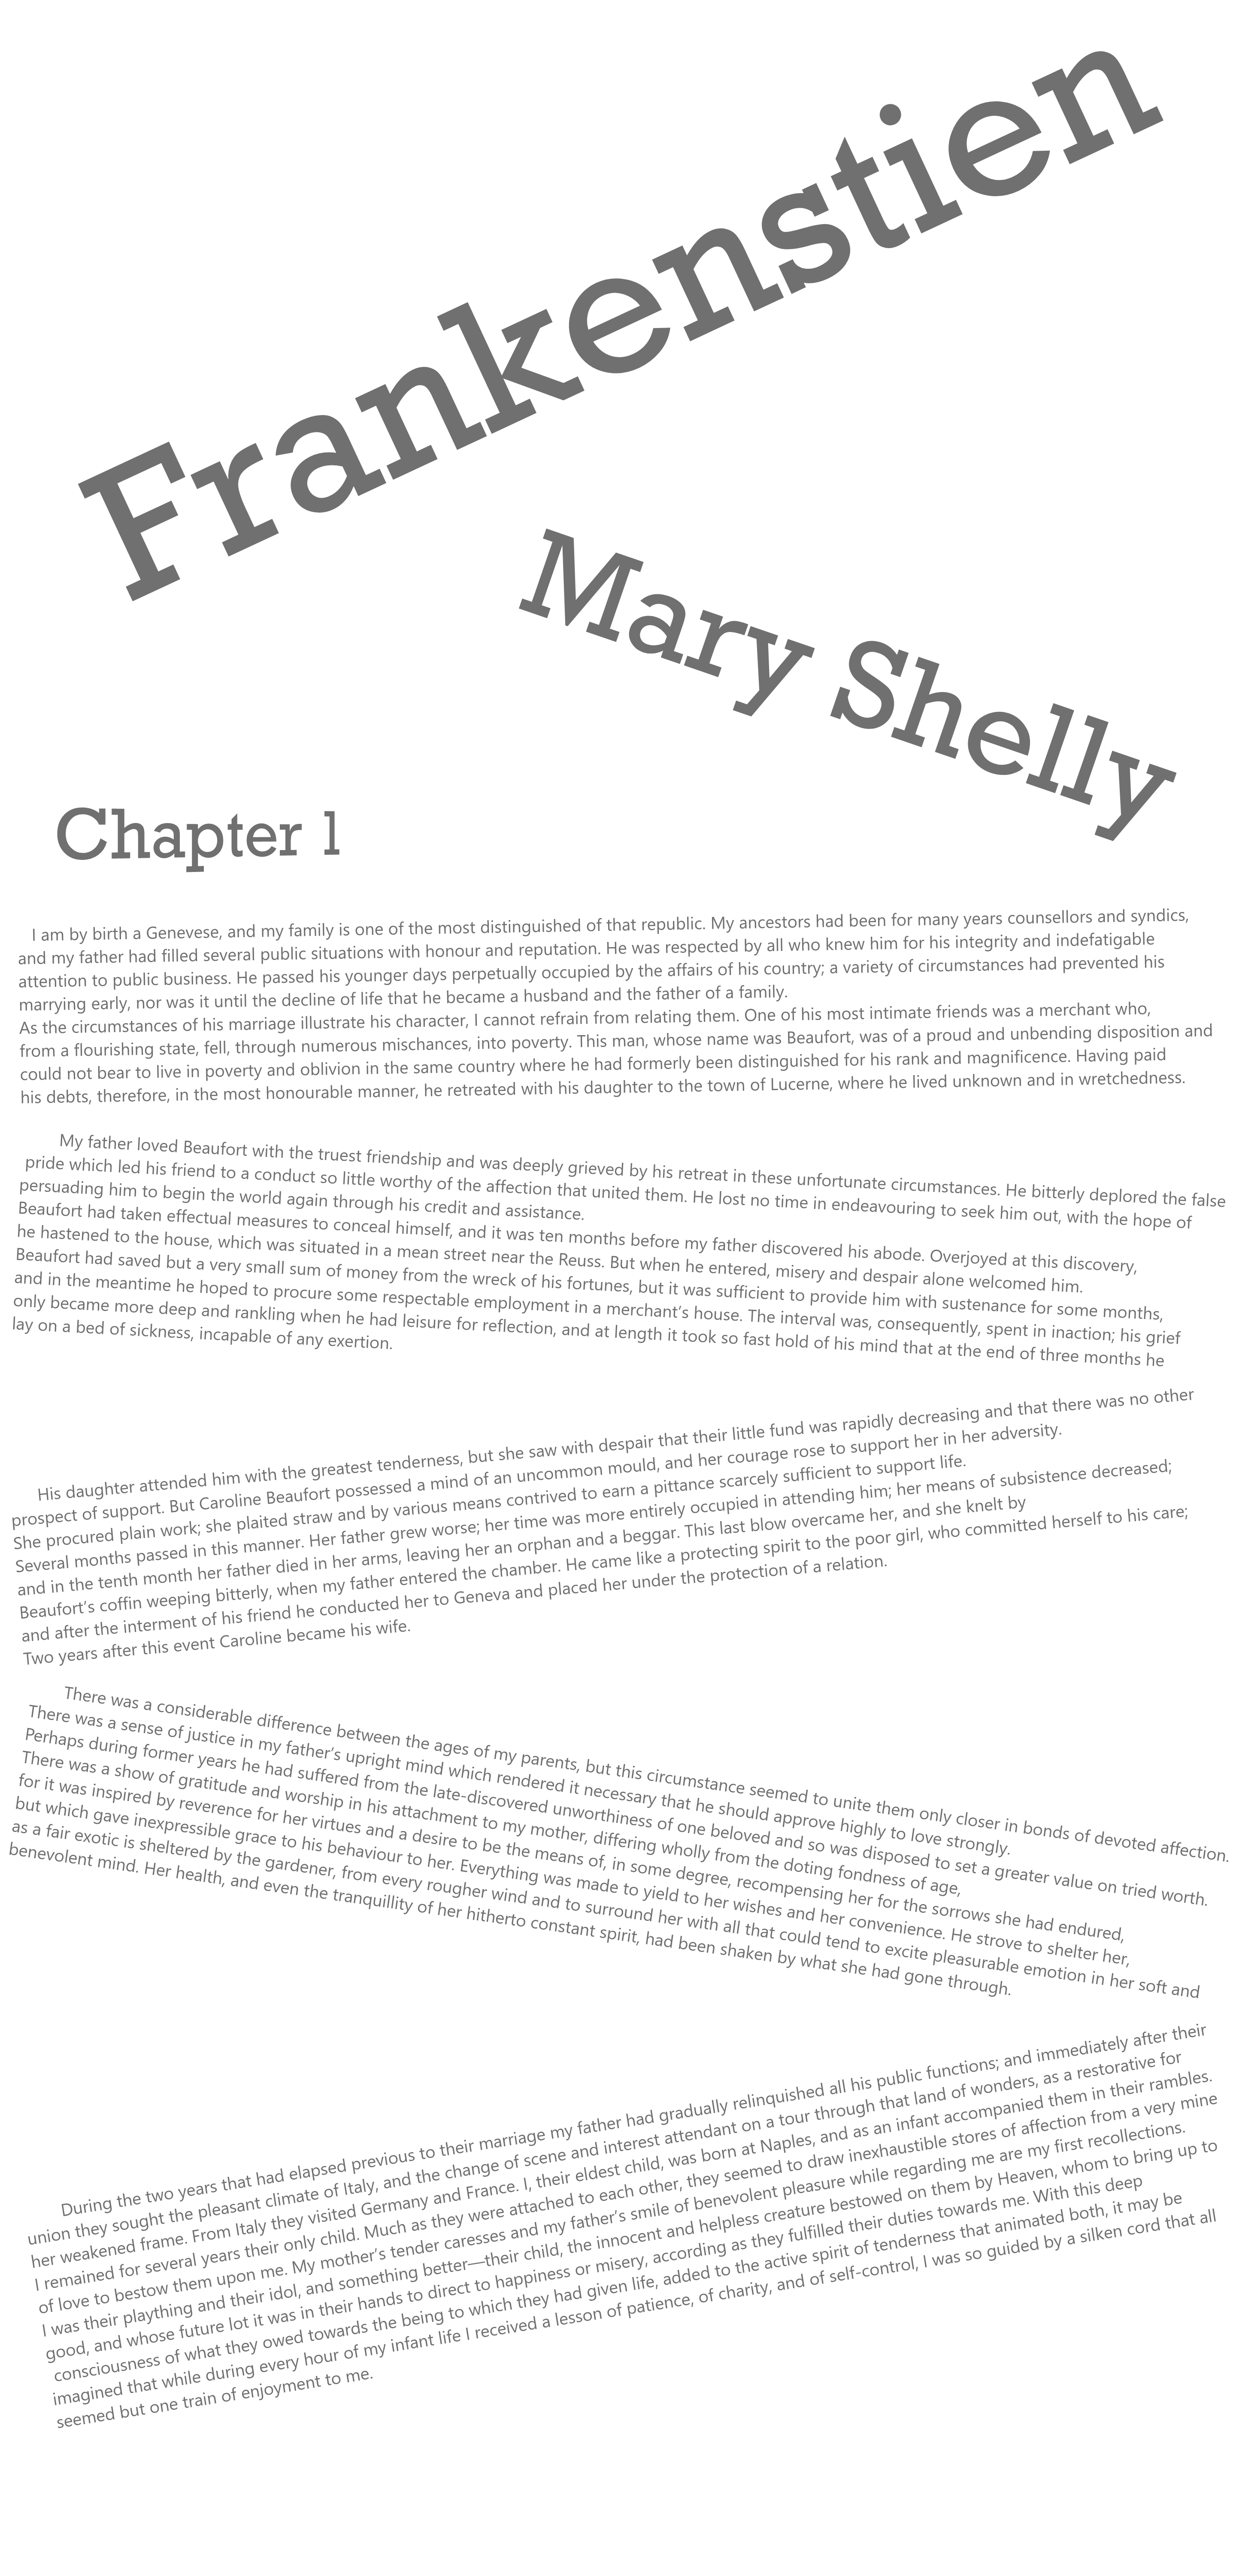 Frankenstien
Mary Shelly
Chapter 1
I am by birth a Genevese, and my family is one of the most distinguished of that republic. My ancestors had been for many years counsellors and syndics,
and my father had filled several public situations with honour and reputation. He was respected by all who knew him for his integrity and indefatigable
attention to public business. He passed his younger days perpetually occupied by the affairs of his country; a variety of circumstances had prevented his
marrying early, nor was it until the decline of life that he became a husband and the father of a family.
As the circumstances of his marriage illustrate his character, I cannot refrain from relating them. One of his most intimate friends was a merchant who,
from a flourishing state, fell, through numerous mischances, into poverty. This man, whose name was Beaufort, was of a proud and unbending disposition and
could not bear to live in poverty and oblivion in the same country where he had formerly been distinguished for his rank and magnificence. Having paid
his debts, therefore, in the most honourable manner, he retreated with his daughter to the town of Lucerne, where he lived unknown and in wretchedness.
My father loved Beaufort with the truest friendship and was deeply grieved by his retreat in these unfortunate circumstances. He bitterly deplored the false
pride which led his friend to a conduct so little worthy of the affection that united them. He lost no time in endeavouring to seek him out, with the hope of
persuading him to begin the world again through his credit and assistance.
Beaufort had taken effectual measures to conceal himself, and it was ten months before my father discovered his abode. Overjoyed at this discovery,
he hastened to the house, which was situated in a mean street near the Reuss. But when he entered, misery and despair alone welcomed him.
Beaufort had saved but a very small sum of money from the wreck of his fortunes, but it was sufficient to provide him with sustenance for some months,
and in the meantime he hoped to procure some respectable employment in a merchant’s house. The interval was, consequently, spent in inaction; his grief
only became more deep and rankling when he had leisure for reflection, and at length it took so fast hold of his mind that at the end of three months he
lay on a bed of sickness, incapable of any exertion.
His daughter attended him with the greatest tenderness, but she saw with despair that their little fund was rapidly decreasing and that there was no other
prospect of support. But Caroline Beaufort possessed a mind of an uncommon mould, and her courage rose to support her in her adversity.
She procured plain work; she plaited straw and by various means contrived to earn a pittance scarcely sufficient to support life.
Several months passed in this manner. Her father grew worse; her time was more entirely occupied in attending him; her means of subsistence decreased;
and in the tenth month her father died in her arms, leaving her an orphan and a beggar. This last blow overcame her, and she knelt by
Beaufort’s coffin weeping bitterly, when my father entered the chamber. He came like a protecting spirit to the poor girl, who committed herself to his care;
and after the interment of his friend he conducted her to Geneva and placed her under the protection of a relation.
Two years after this event Caroline became his wife.
There was a considerable difference between the ages of my parents, but this circumstance seemed to unite them only closer in bonds of devoted affection.
There was a sense of justice in my father’s upright mind which rendered it necessary that he should approve highly to love strongly.
Perhaps during former years he had suffered from the late-discovered unworthiness of one beloved and so was disposed to set a greater value on tried worth.
There was a show of gratitude and worship in his attachment to my mother, differing wholly from the doting fondness of age,
for it was inspired by reverence for her virtues and a desire to be the means of, in some degree, recompensing her for the sorrows she had endured,
but which gave inexpressible grace to his behaviour to her. Everything was made to yield to her wishes and her convenience. He strove to shelter her,
as a fair exotic is sheltered by the gardener, from every rougher wind and to surround her with all that could tend to excite pleasurable emotion in her soft and
benevolent mind. Her health, and even the tranquillity of her hitherto constant spirit, had been shaken by what she had gone through.
During the two years that had elapsed previous to their marriage my father had gradually relinquished all his public functions; and immediately after their
union they sought the pleasant climate of Italy, and the change of scene and interest attendant on a tour through that land of wonders, as a restorative for
her weakened frame. From Italy they visited Germany and France. I, their eldest child, was born at Naples, and as an infant accompanied them in their rambles.
I remained for several years their only child. Much as they were attached to each other, they seemed to draw inexhaustible stores of affection from a very mine
of love to bestow them upon me. My mother’s tender caresses and my father’s smile of benevolent pleasure while regarding me are my first recollections.
I was their plaything and their idol, and something better—their child, the innocent and helpless creature bestowed on them by Heaven, whom to bring up to
good, and whose future lot it was in their hands to direct to happiness or misery, according as they fulfilled their duties towards me. With this deep
consciousness of what they owed towards the being to which they had given life, added to the active spirit of tenderness that animated both, it may be
imagined that while during every hour of my infant life I received a lesson of patience, of charity, and of self-control, I was so guided by a silken cord that all
seemed but one train of enjoyment to me.